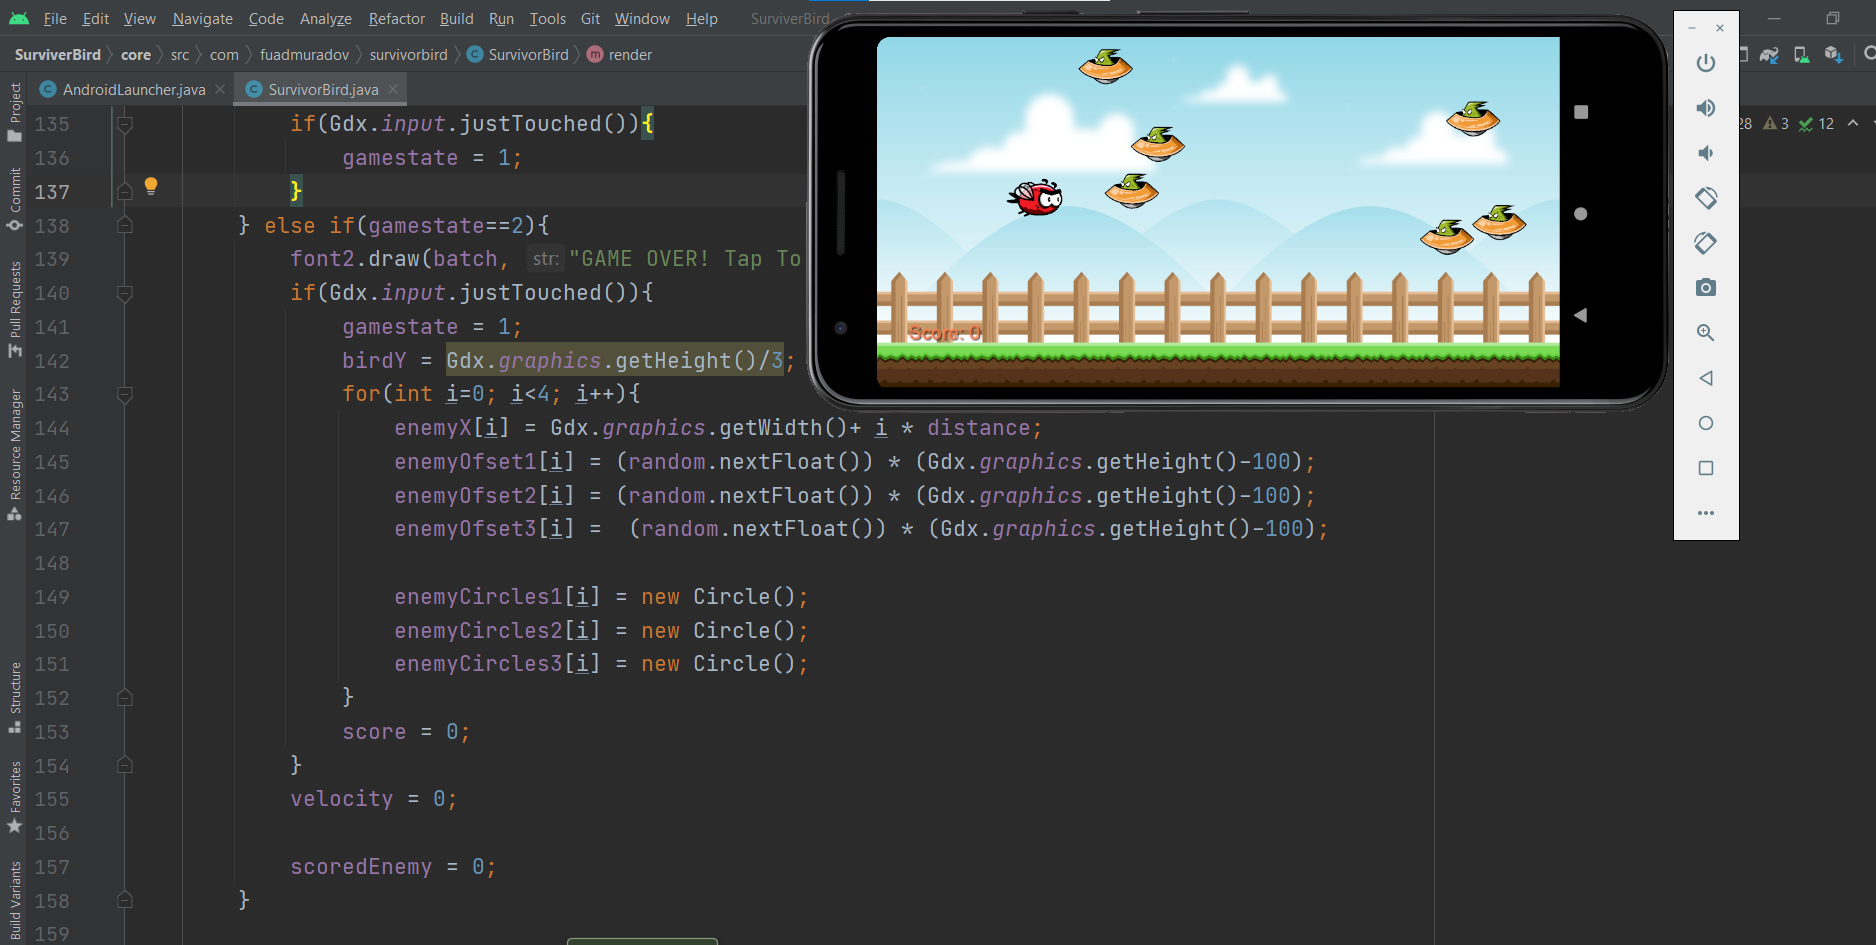 File Edit View Navigate Code Analyze Refactor Build Run Tools Git Window Help SurviverBird
SurviverBird core src com fuadmuradov survivorbird SurvivorBird render
AndroidLauncher.java SurvivorBird.java
28 3 12
135 if(Gdx.input.justTouched()){
136 gamestate = 1;
137 }
138 } else if(gamestate==2){
139 font2.draw(batch, str: "GAME OVER! Tap To
140 if(Gdx.input.justTouched()){
141 gamestate = 1;
142 birdY = Gdx.graphics.getHeight()/3;
143 for(int i=0; i<4; i++){
144 enemyX[i] = Gdx.graphics.getWidth()+ i * distance;
145 enemyOfset1[i] = (random.nextFloat()) * (Gdx.graphics.getHeight()-100);
146 enemyOfset2[i] = (random.nextFloat()) * (Gdx.graphics.getHeight()-100);
147 enemyOfset3[i] = (random.nextFloat()) * (Gdx.graphics.getHeight()-100);
148
149 enemyCircles1[i] = new Circle();
150 enemyCircles2[i] = new Circle();
151 enemyCircles3[i] = new Circle();
152 }
153 score = 0;
154 }
155 velocity = 0;
156
157 scoredEnemy = 0;
158 }
159
Score: 0
Project
Commit
Pull Requests
Resource Manager
Structure
Favorites
Build Variants